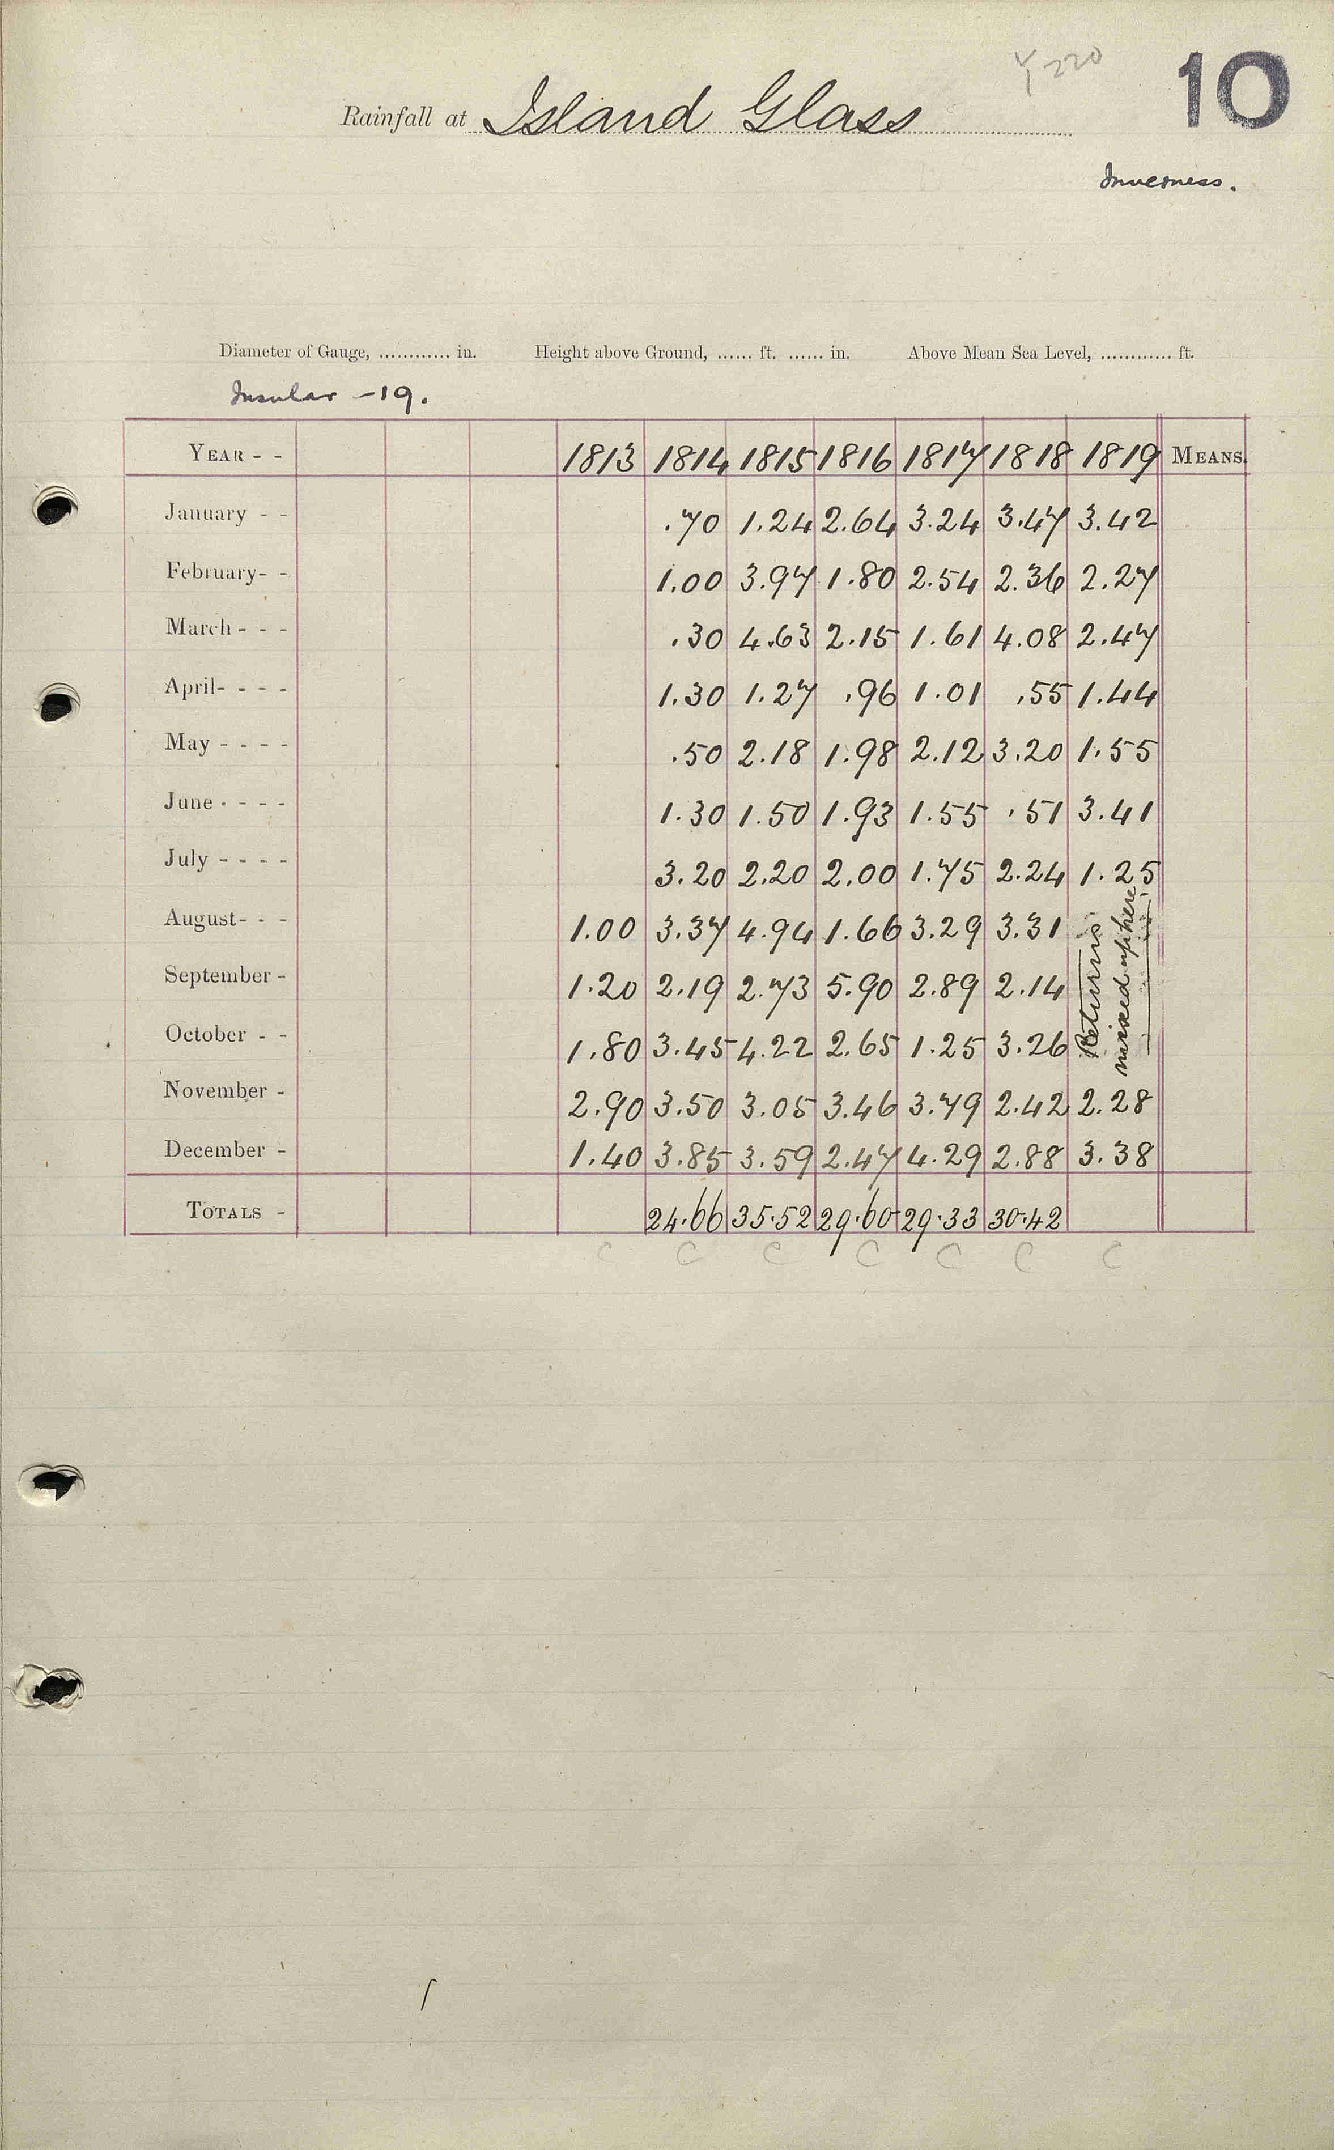 Y220
10
Rainfall at Island Glass
Inverness.
Diameter of Gauge, ............ in. Height above Ground, ...... ft. ...... in. Above Mean Sea Level, ............ ft.
Insular - 19.
YEAR - - 1813 1814 1815 1816 1817 1818 1819 MEANS.
January - - .70 1.24 2.64 3.24 3.47 3.42
February - - 1.00 3.97 1.80 2.54 2.36 2.27
March - - - .30 4.63 2.15 1.61 4.08 2.47
April - - - - 1.30 1.27 .96 1.01 .55 1.44
May - - - - .50 2.18 1.98 2.12 3.20 1.55
June - - - - 1.30 1.50 1.93 1.55 .51 3.41
July - - - - 3.20 2.20 2.00 1.75 2.24 1.25
August - - - 1.00 3.37 4.94 1.66 3.29 3.31
September - 1.20 2.19 2.73 5.90 2.89 2.14
October - - 1.80 3.45 4.22 2.65 1.25 3.26
Returns
mixed up here
November - 2.90 3.50 3.05 3.46 3.79 2.42 2.28
December - 1.40 3.85 3.59 2.47 4.29 2.88 3.38
TOTALS - 24.66 35.52 29.60 29.33 30.42
C C C C C C C